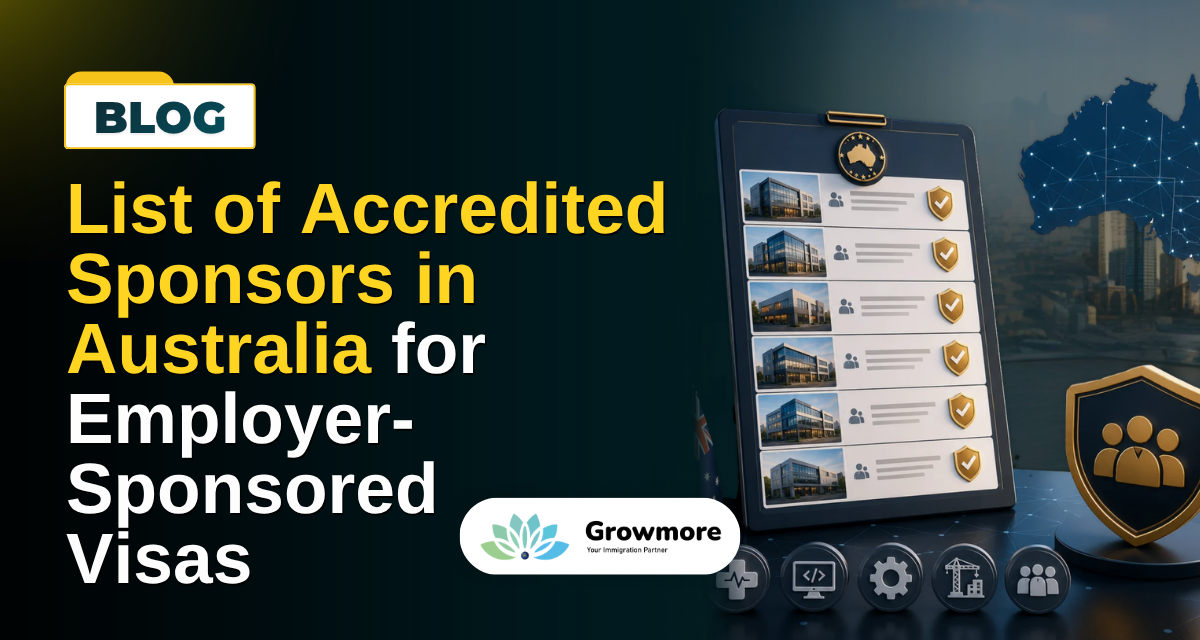 BLOG
List of Accredited
Sponsors in
Australia for
Employer-
Sponsored
Visas
Growmore
Your Immigration Partner
</>